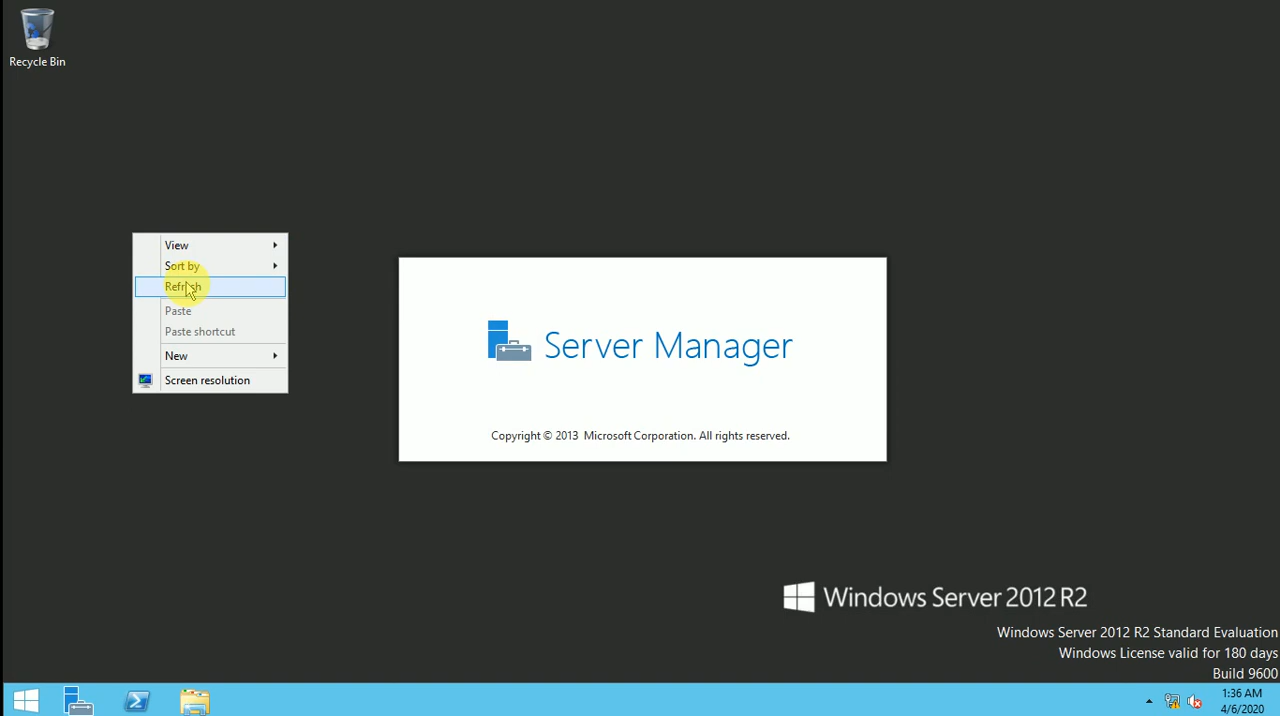 Recycle Bin
View
Sort by
Refresh
Paste
Paste shortcut
New
Screen resolution
Server Manager
Copyright © 2013 Microsoft Corporation. All rights reserved.
Windows Server 2012 R2
Windows Server 2012 R2 Standard Evaluation
Windows License valid for 180 days
Build 9600
1:36 AM
4/6/2020